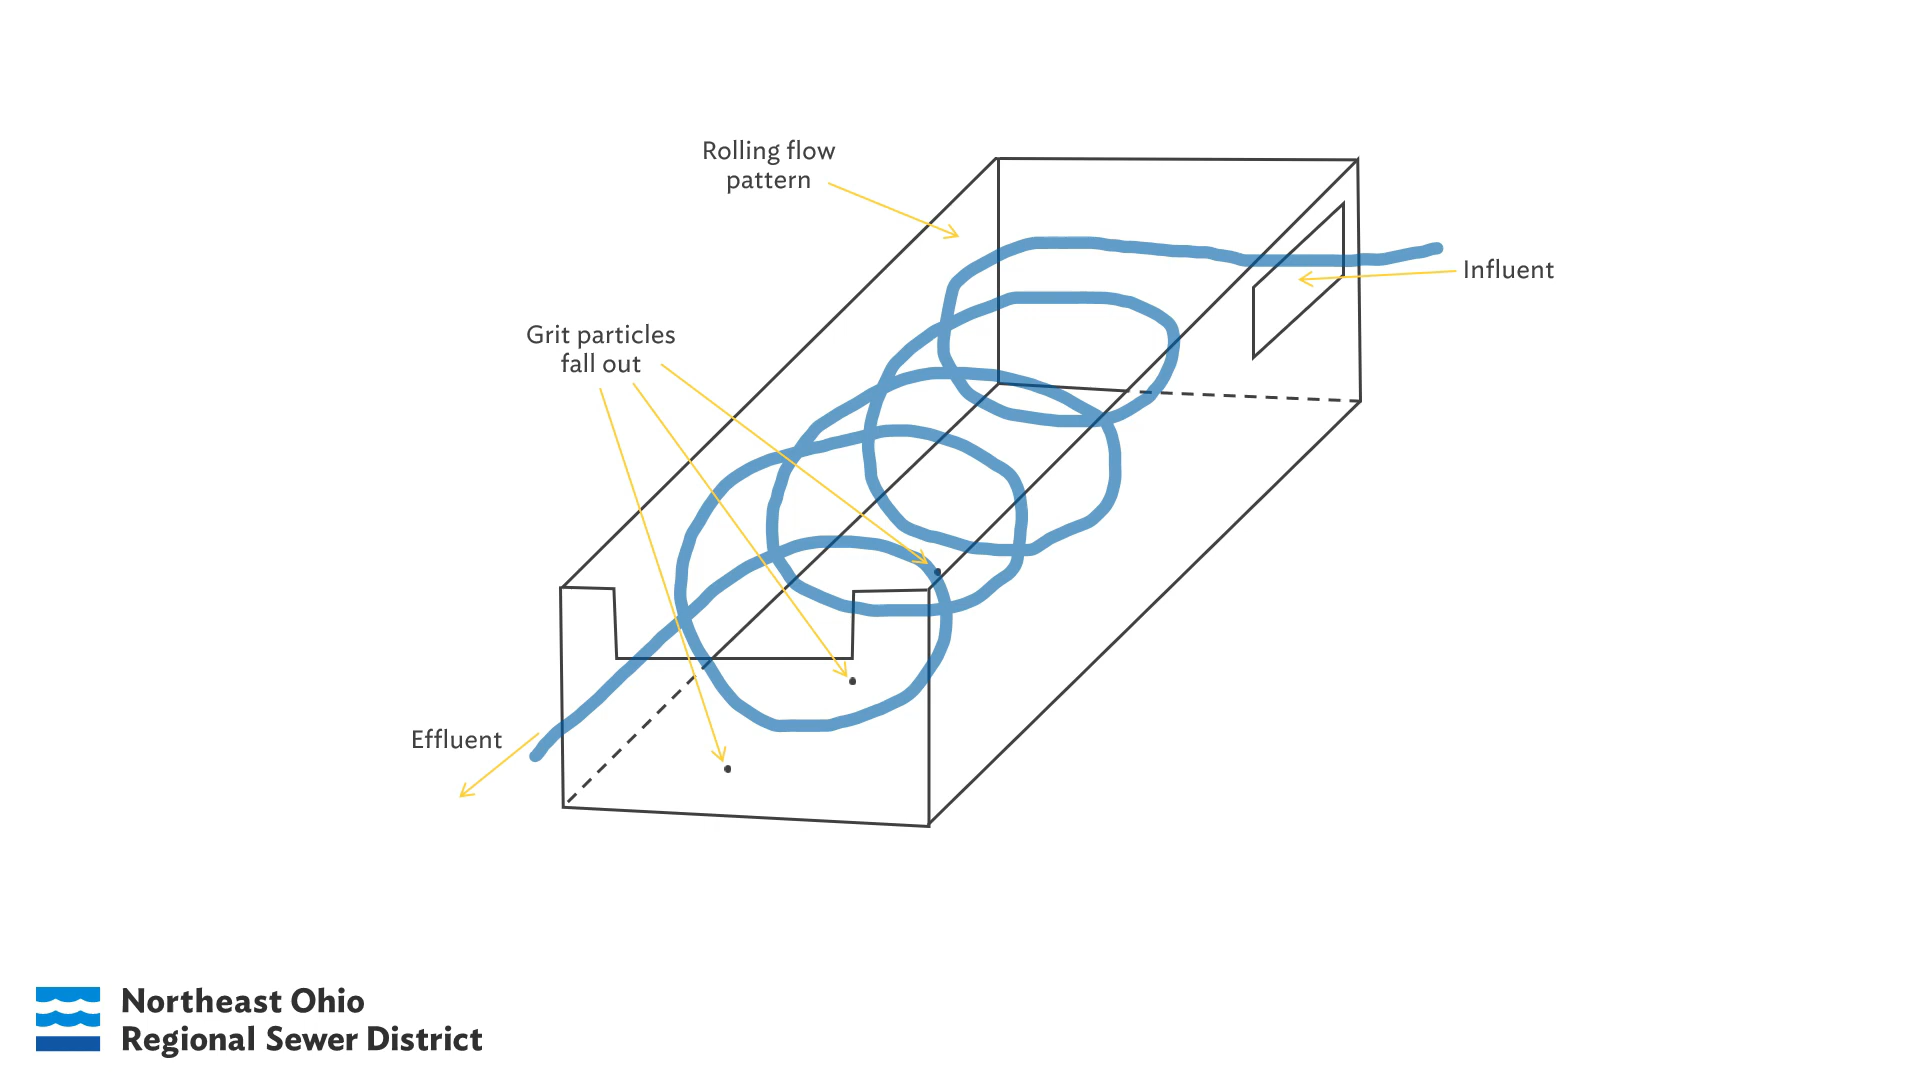 Rolling flow
pattern
Influent
Grit particles
fall out
Effluent
Northeast Ohio
Regional Sewer District